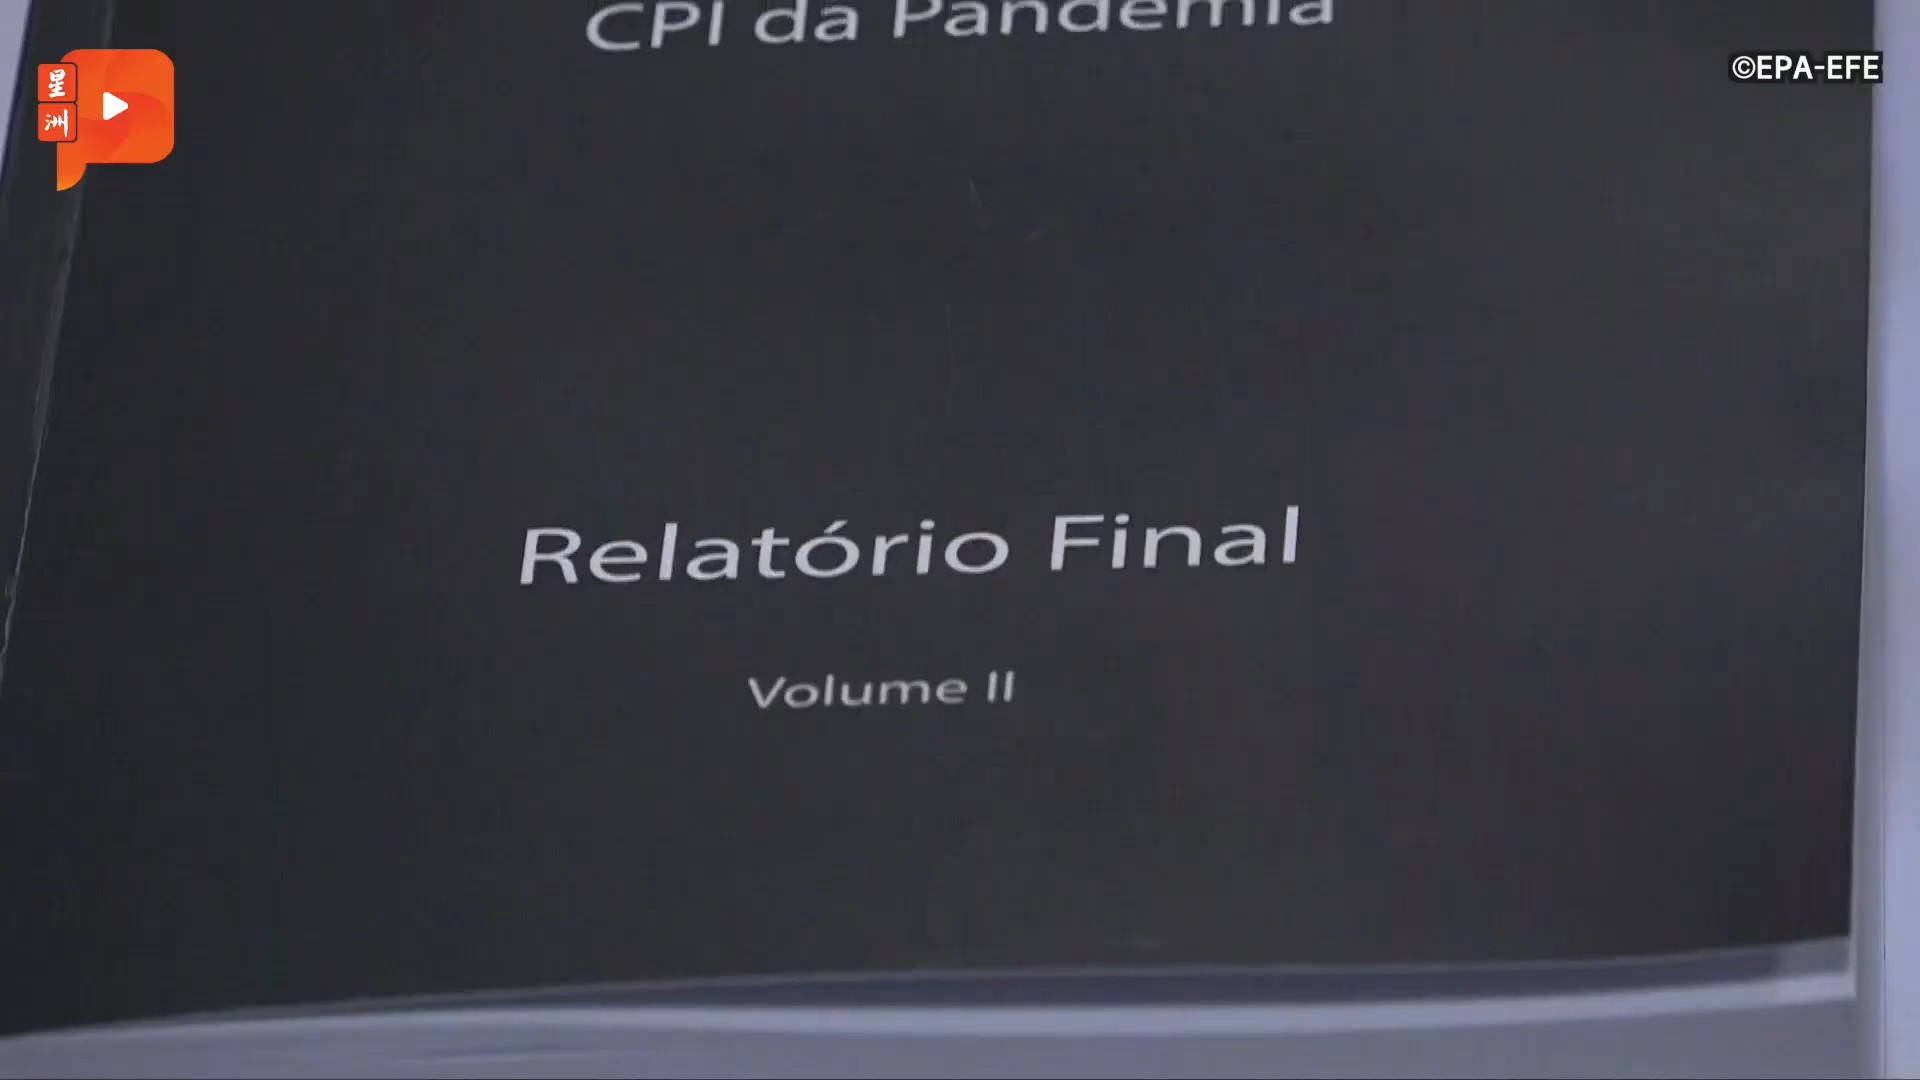 CPI da Pandemia
星洲
©EPA-EFE
Relatório Final
Volume II